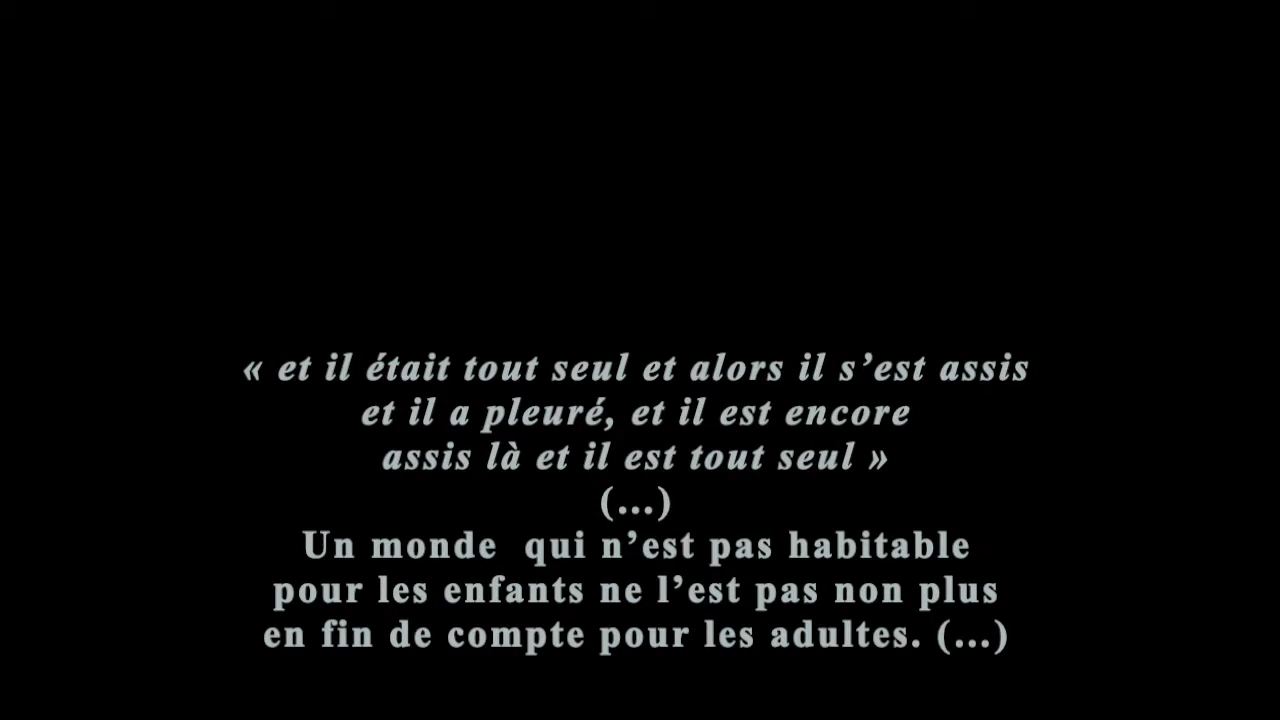 « et il était tout seul et alors il s’est assis
et il a pleuré, et il est encore
assis là et il est tout seul »
(...)
Un monde  qui n’est pas habitable
pour les enfants ne l’est pas non plus
en fin de compte pour les adultes. (...)